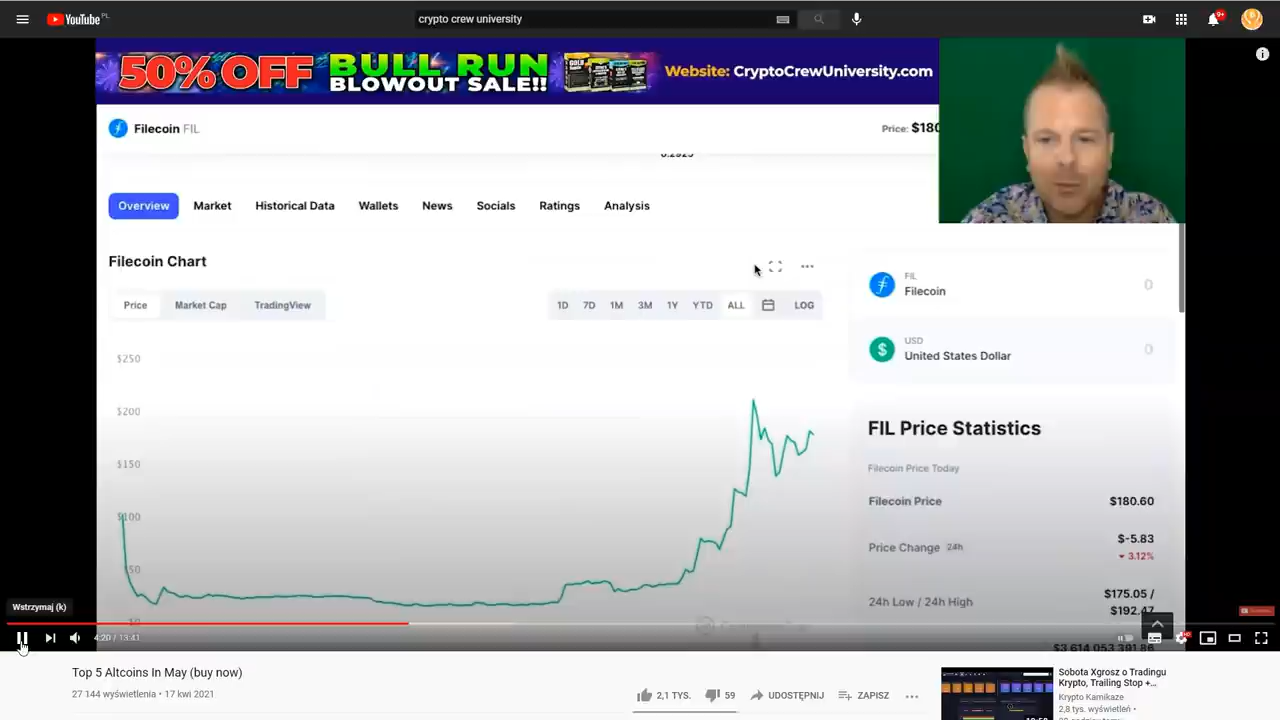 YouTube PL
crypto crew university
9+
50% OFF BULL RUN BLOWOUT SALE!!
Website: CryptoCrewUniversity.com
Filecoin FIL
Price: $180
Overview Market Historical Data Wallets News Socials Ratings Analysis
Filecoin Chart
Price Market Cap TradingView
1D 7D 1M 3M 1Y YTD ALL LOG
FIL
Filecoin
0
USD
United States Dollar
0
$250
$200
$150
$100
$50
$0
FIL Price Statistics
Filecoin Price Today
Filecoin Price $180.60
Price Change 24h $-5.83
3.12%
24h Low / 24h High $175.05 /
$192.47
Wstrzymaj (k)
4:20 / 13:41
Top 5 Altcoins In May (buy now)
27 144 wyświetlenia • 17 kwi 2021
2,1 TYS. 59 UDOSTĘPNIJ ZAPISZ
Sobota Xgrosz o Tradingu
Krypto, Trailing Stop +...
Krypto Kamikaze
2,8 tys. wyświetleń •